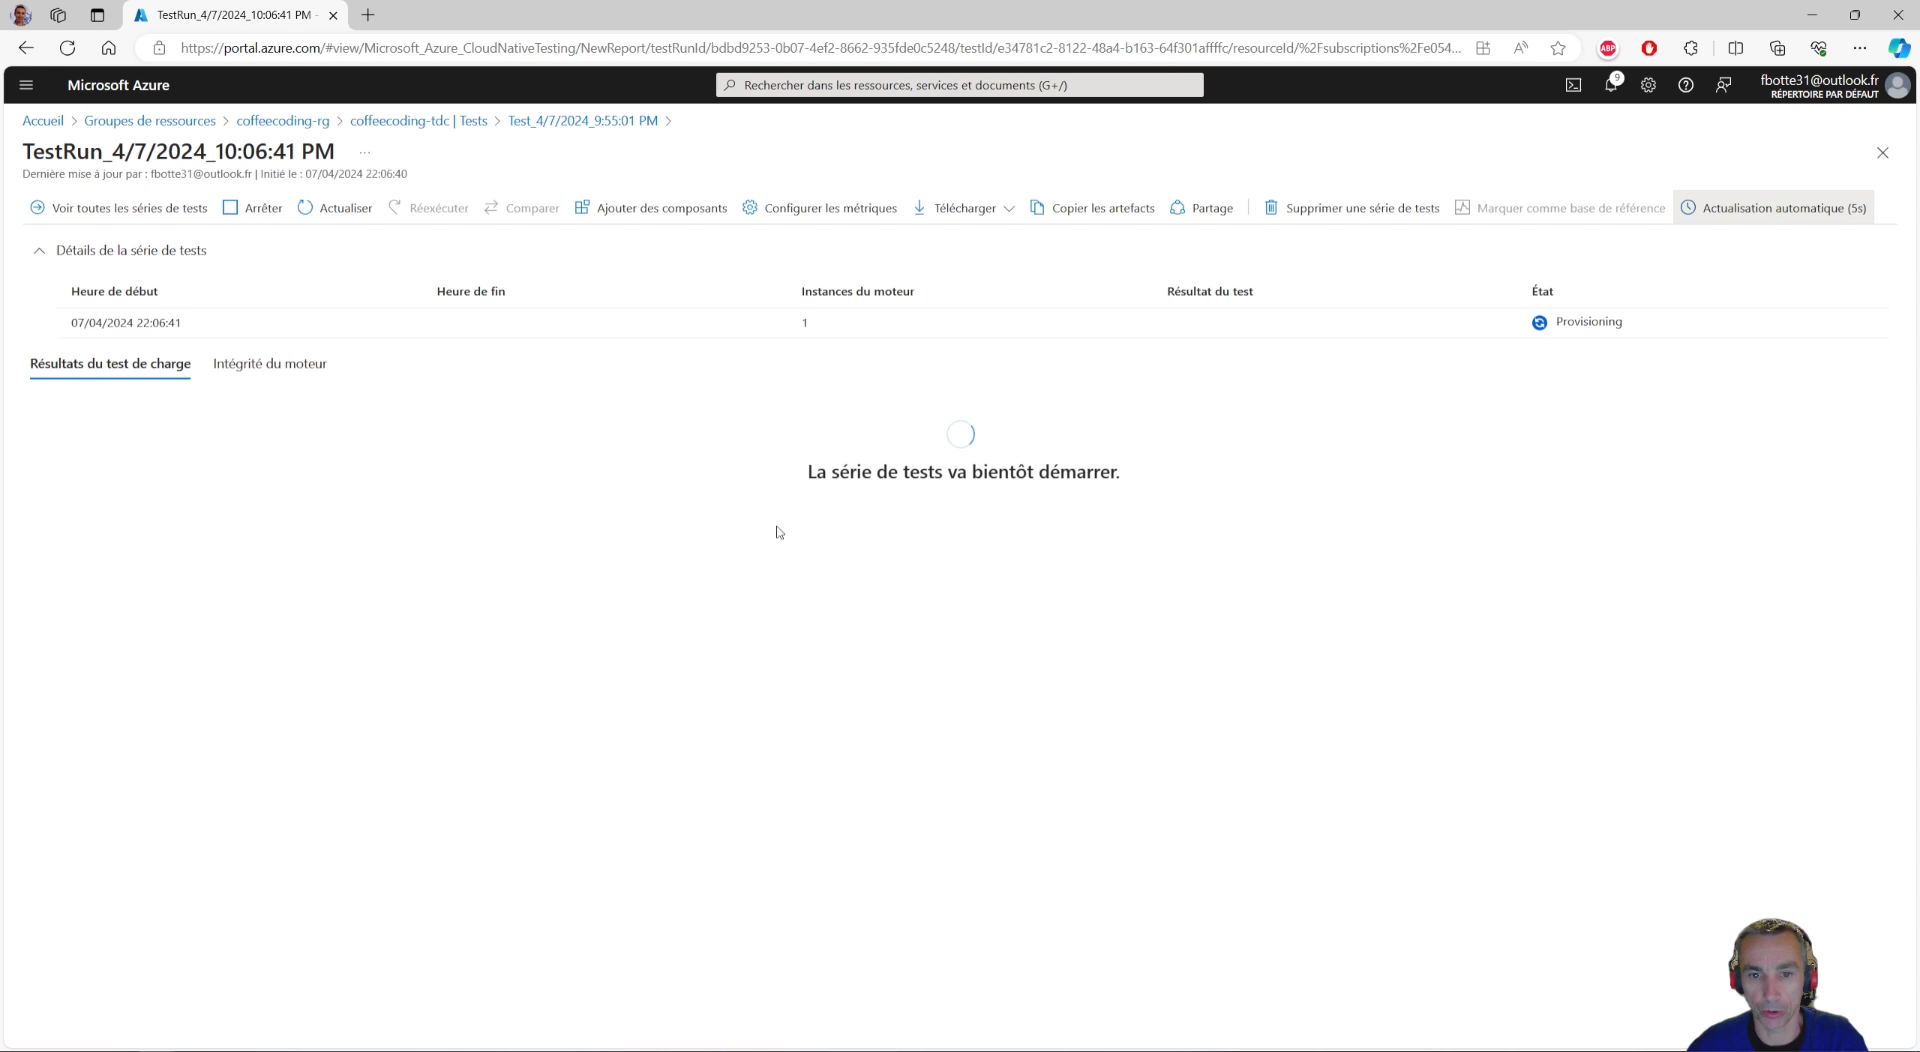 TestRun_4/7/2024_10:06:41 PM -
https://portal.azure.com/#view/Microsoft_Azure_CloudNativeTesting/NewReport/testRunId/bdbd9253-0b07-4ef2-8662-935fde0c5248/testId/e34781c2-8122-48a4-b163-64f301affffc/resourceId/%2Fsubscriptions%2Fe054...
ABP
Microsoft Azure
Rechercher dans les ressources, services et documents (G+/)
9
fbotte31@outlook.fr
RÉPERTOIRE PAR DÉFAUT
Accueil > Groupes de ressources > coffeecoding-rg > coffeecoding-tdc | Tests > Test_4/7/2024_9:55:01 PM >
TestRun_4/7/2024_10:06:41 PM ...
Dernière mise à jour par : fbotte31@outlook.fr | Initié le : 07/04/2024 22:06:40
Voir toutes les séries de tests Arrêter Actualiser Réexécuter Comparer Ajouter des composants Configurer les métriques Télécharger Copier les artefacts Partage Supprimer une série de tests Marquer comme base de référence Actualisation automatique (5s)
Détails de la série de tests
Heure de début Heure de fin Instances du moteur Résultat du test État
07/04/2024 22:06:41 1 Provisioning
Résultats du test de charge Intégrité du moteur
La série de tests va bientôt démarrer.